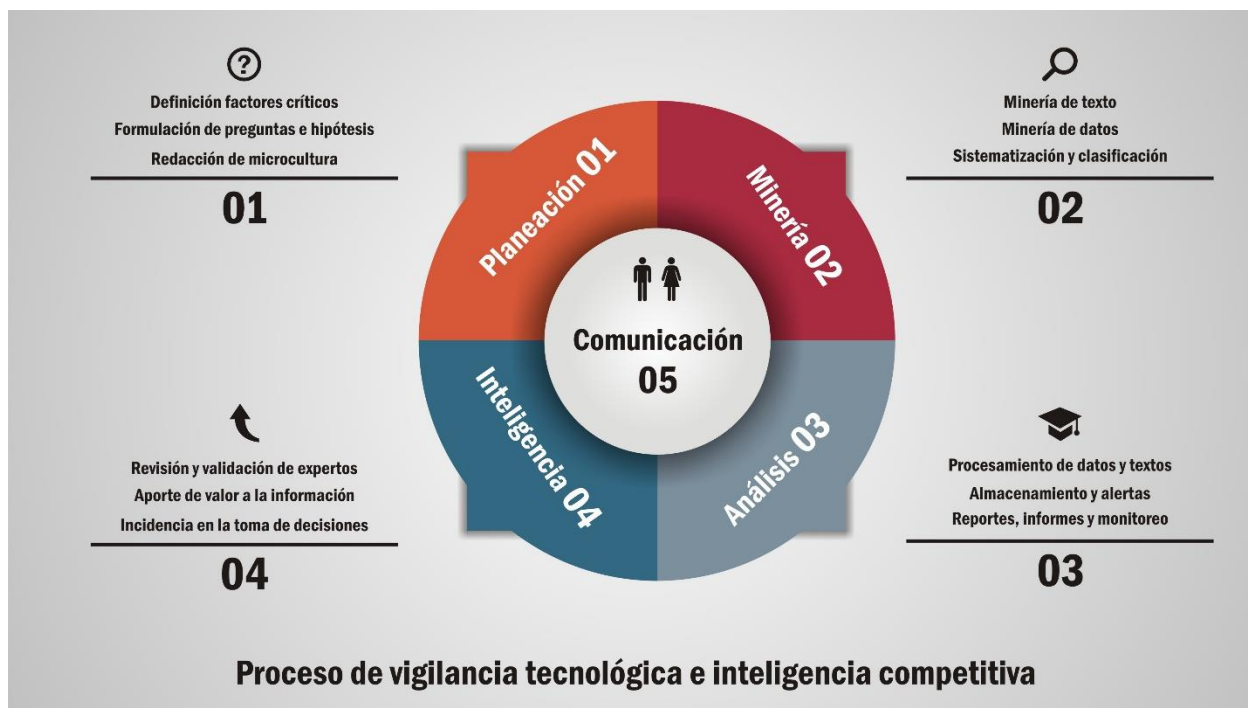 Definición factores críticos
Formulación de preguntas e hipótesis
Redacción de microcultura
01
Minería de texto
Minería de datos
Sistematización y clasificación
02
Planeación 01
Minería 02
Comunicación
05
Inteligencia 04
Análisis 03
Revisión y validación de expertos
Aporte de valor a la información
Incidencia en la toma de decisiones
04
Procesamiento de datos y textos
Almacenamiento y alertas
Reportes, informes y monitoreo
03
Proceso de vigilancia tecnológica e inteligencia competitiva